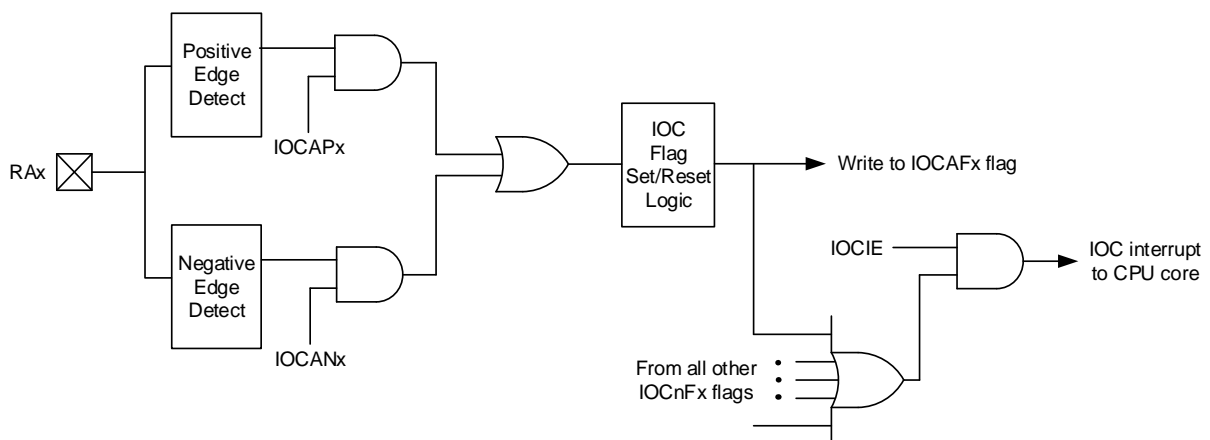 Positive
Edge
Detect
IOCAPx
RAx
Negative
Edge
Detect
IOCANx
IOC
Flag
Set/Reset
Logic
Write to IOCAFx flag
IOCIE
IOC interrupt
to CPU core
From all other
IOCnFx flags